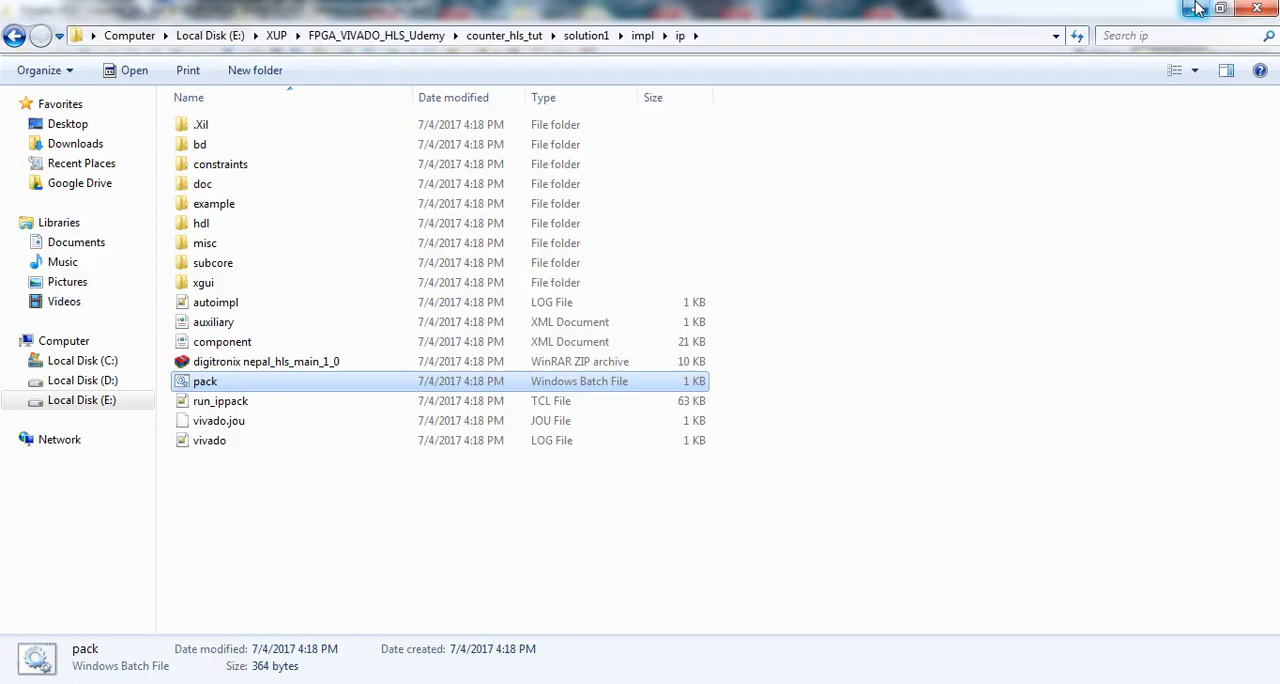 Computer Local Disk (E:) XUP FPGA_VIVADO_HLS_Udemy counter_hls_tut solution1 impl ip Search ip
Organize Open Print New folder
Name Date modified Type Size
Favorites
Desktop
Downloads
Recent Places
Google Drive
Libraries
Documents
Music
Pictures
Videos
Computer
Local Disk (C:)
Local Disk (D:)
Local Disk (E:)
Network
.Xil 7/4/2017 4:18 PM File folder
bd 7/4/2017 4:18 PM File folder
constraints 7/4/2017 4:18 PM File folder
doc 7/4/2017 4:18 PM File folder
example 7/4/2017 4:18 PM File folder
hdl 7/4/2017 4:18 PM File folder
misc 7/4/2017 4:18 PM File folder
subcore 7/4/2017 4:18 PM File folder
xgui 7/4/2017 4:18 PM File folder
autoimpl 7/4/2017 4:18 PM LOG File 1 KB
auxiliary 7/4/2017 4:18 PM XML Document 1 KB
component 7/4/2017 4:18 PM XML Document 21 KB
digitronix nepal_hls_main_1_0 7/4/2017 4:18 PM WinRAR ZIP archive 10 KB
pack 7/4/2017 4:18 PM Windows Batch File 1 KB
run_ippack 7/4/2017 4:18 PM TCL File 63 KB
vivado.jou 7/4/2017 4:18 PM JOU File 1 KB
vivado 7/4/2017 4:18 PM LOG File 1 KB
pack Date modified: 7/4/2017 4:18 PM Date created: 7/4/2017 4:18 PM
Windows Batch File Size: 364 bytes